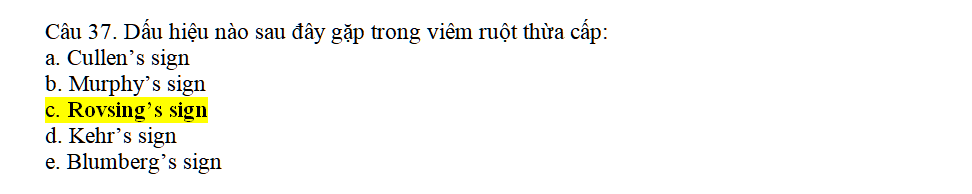 Câu 37. Dấu hiệu nào sau đây gặp trong viêm ruột thừa cấp:
a. Cullen’s sign
b. Murphy’s sign
c. Rovsing’s sign
d. Kehr’s sign
e. Blumberg’s sign